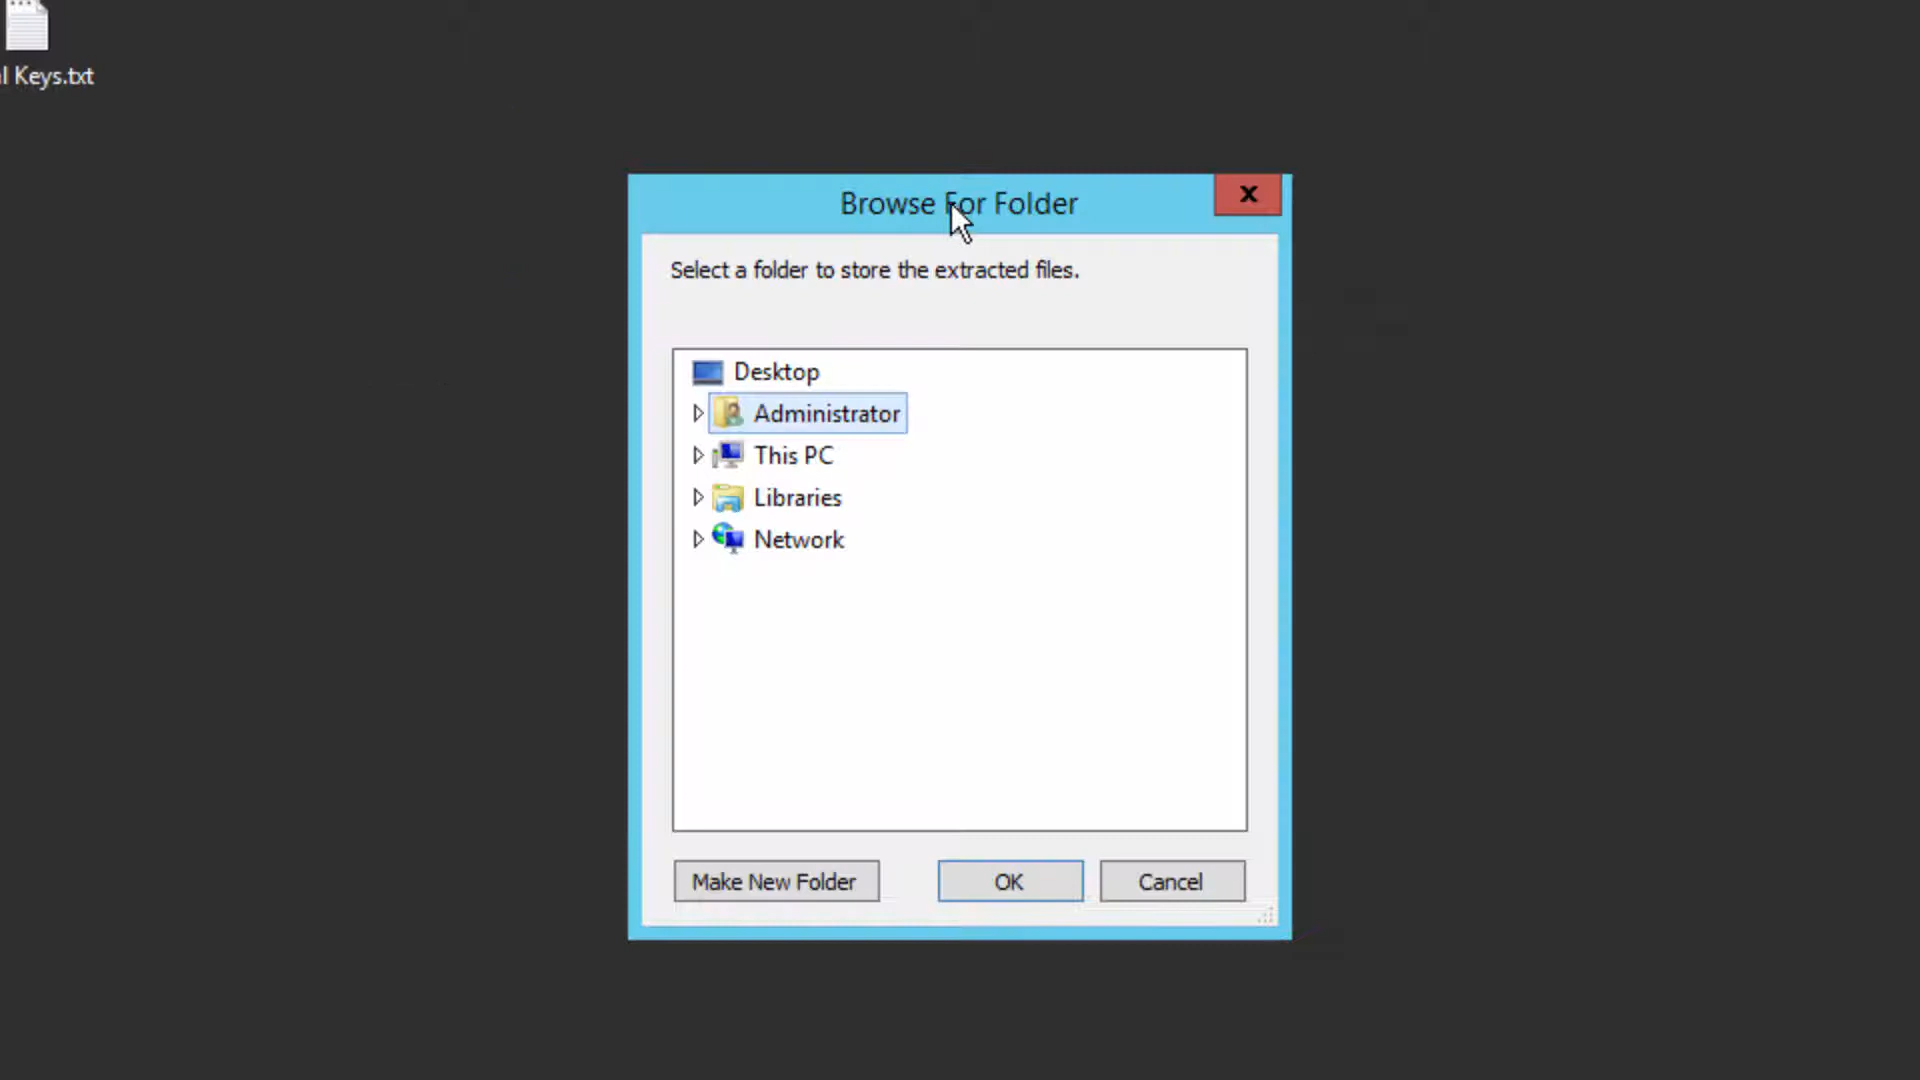 Keys.txt
Browse For Folder
X
Select a folder to store the extracted files.
Desktop
Administrator
This PC
Libraries
Network
Make New Folder
OK
Cancel